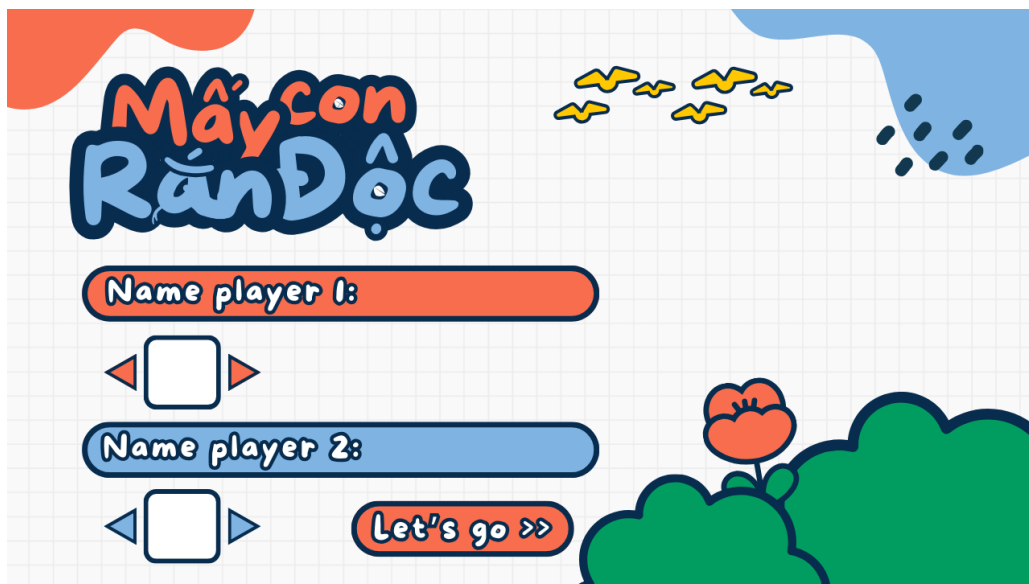 Mấy con
Rắn Độc
Name player 1:
Name player 2:
Let's go >>